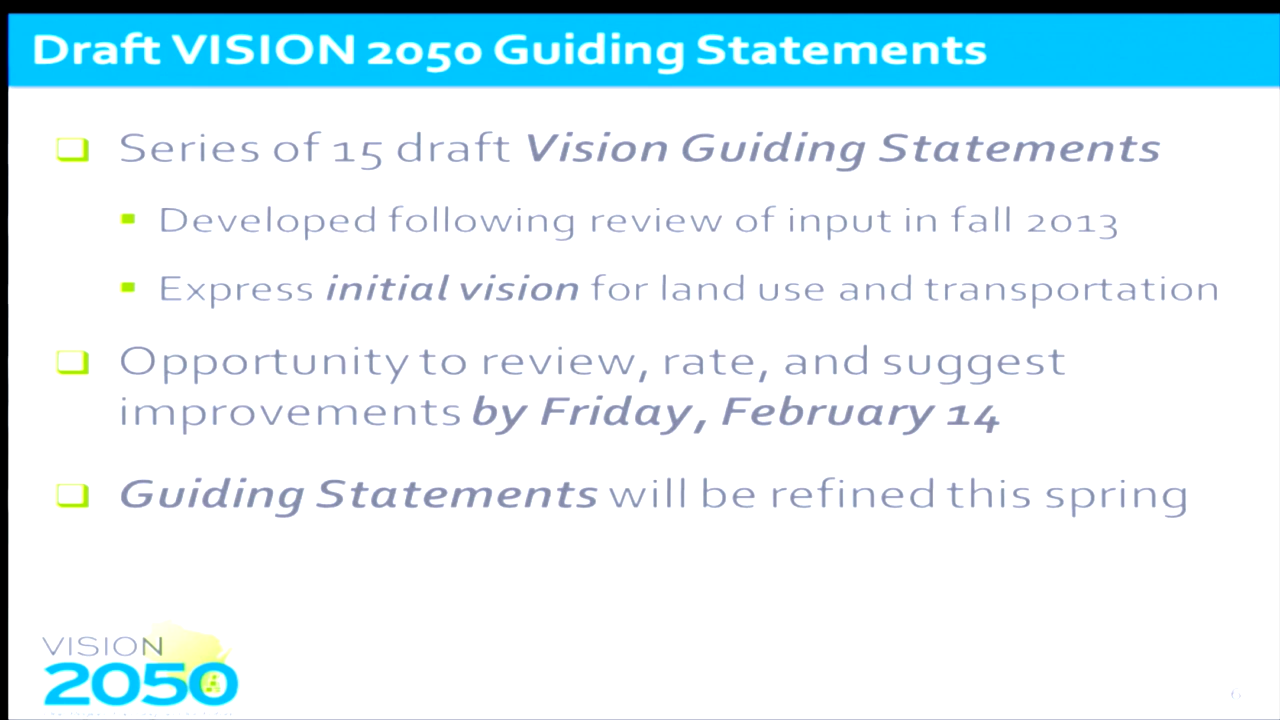 Draft VISION 2050 Guiding Statements
Series of 15 draft Vision Guiding Statements
Developed following review of input in fall 2013
Express initial vision for land use and transportation
Opportunity to review, rate, and suggest
improvements by Friday, February 14
Guiding Statements will be refined this spring
VISION
2050